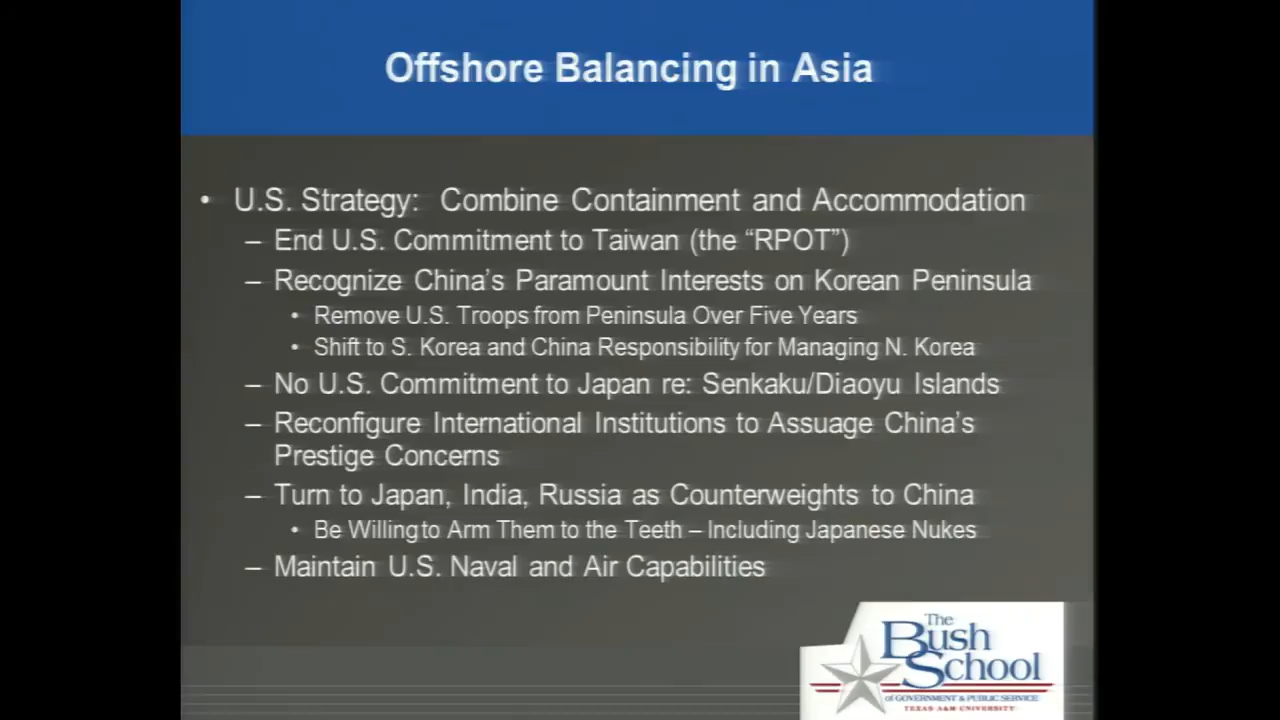 Offshore Balancing in Asia
• U.S. Strategy: Combine Containment and Accommodation
– End U.S. Commitment to Taiwan (the “RPOT”)
– Recognize China’s Paramount Interests on Korean Peninsula
• Remove U.S. Troops from Peninsula Over Five Years
• Shift to S. Korea and China Responsibility for Managing N. Korea
– No U.S. Commitment to Japan re: Senkaku/Diaoyu Islands
– Reconfigure International Institutions to Assuage China’s
Prestige Concerns
– Turn to Japan, India, Russia as Counterweights to China
• Be Willing to Arm Them to the Teeth – Including Japanese Nukes
– Maintain U.S. Naval and Air Capabilities
The
Bush
School
of GOVERNMENT & PUBLIC SERVICE
TEXAS A&M UNIVERSITY